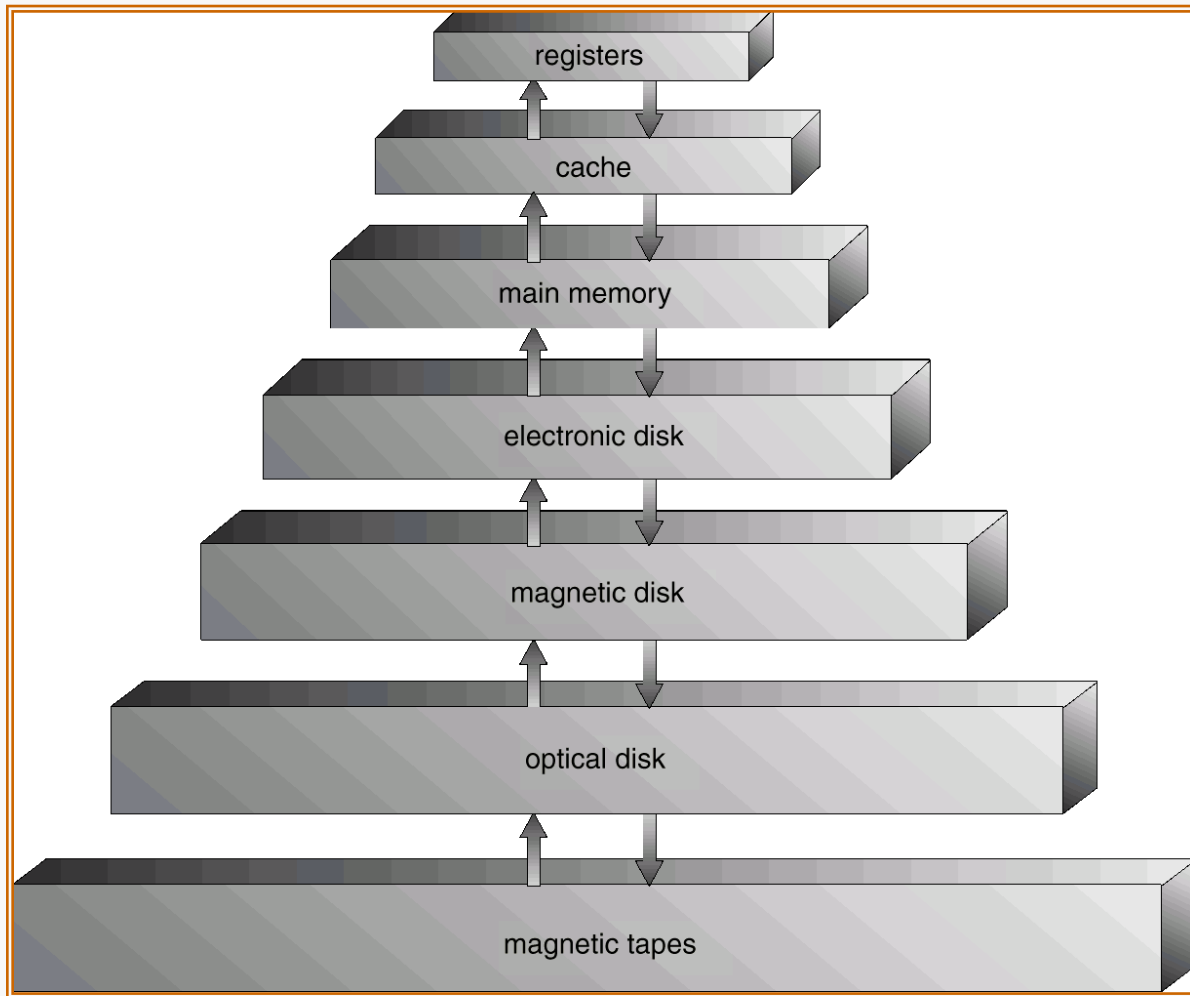 registers
cache
main memory
electronic disk
magnetic disk
optical disk
magnetic tapes